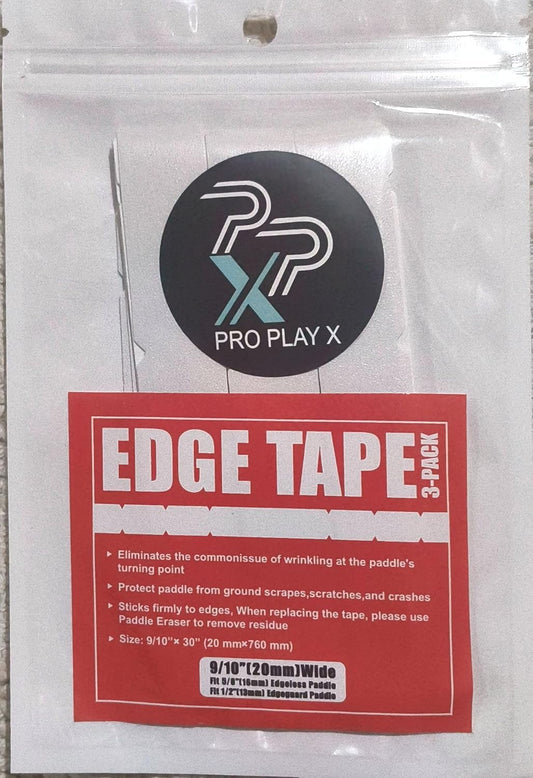 PPX
PRO PLAY X
EDGE TAPE
3-PACK
▸ Eliminates the commonissue of wrinkling at the paddle's
turning point
▸ Protect paddle from ground scrapes,scratches,and crashes
▸ Sticks firmly to edges, When replacing the tape, please use
Paddle Eraser to remove residue
▸ Size: 9/10"× 30" (20 mm×760 mm)
9/10"(20mm)Wide
Fit 5/8"(16mm) Edgeless Paddle
Fit 1/2"(13mm) Edgeguard Paddle